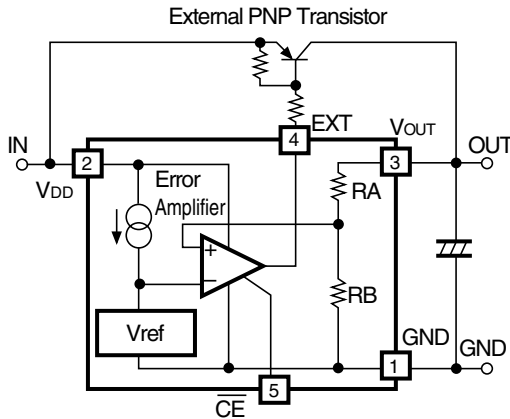 External PNP Transistor
EXT
4
VOUT
IN
OUT
2
3
VDD
Error
Amplifier
RA
+
−
RB
Vref
GND
GND
1
CE
5